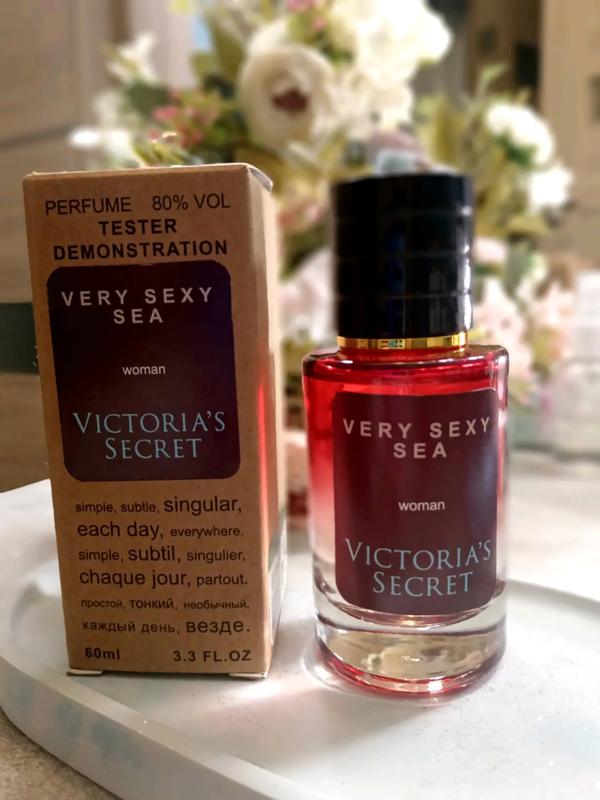 PERFUME 80% VOL
TESTER
DEMONSTRATION
VERY SEXY
SEA
woman
VICTORIA'S
SECRET
simple, subtle, singular,
each day, everywhere.
simple, subtil, singulier,
chaque jour, partout.
простой, тонкий, необычный,
каждый день, везде.
60ml 3.3 FL.OZ
VERY SEXY
SEA
woman
VICTORIA'S
SECRET